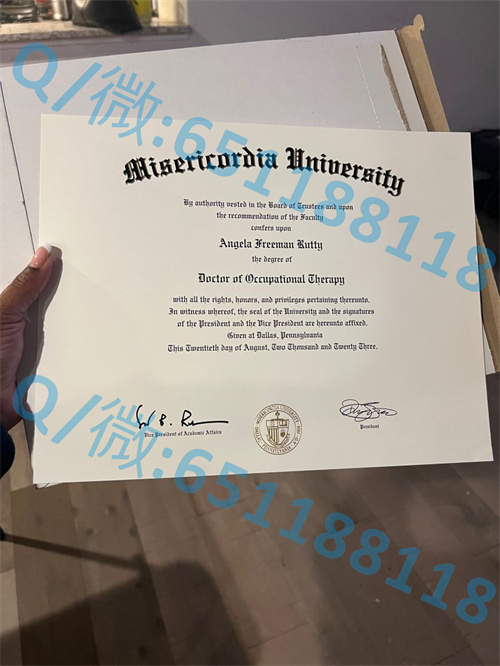 Q/微:651188118
Misericordia University
By authority vested in the Board of Trustees and upon
the recommendation of the Faculty
confers upon
Angela Freeman Rutty
the degree of
Doctor of Occupational Therapy
with all the rights, honors, and privileges pertaining thereunto.
In witness whereof, the seal of the University and the signatures
of the President and the Vice President are hereunto affixed.
Given at Dallas, Pennsylvania
This Twentieth day of August, Two Thousand and Twenty Three.
Vice President of Academic Affairs
MISERICORDIA UNIVERSITY
DALLAS, PENNSYLVANIA
President
Q/微:651188118